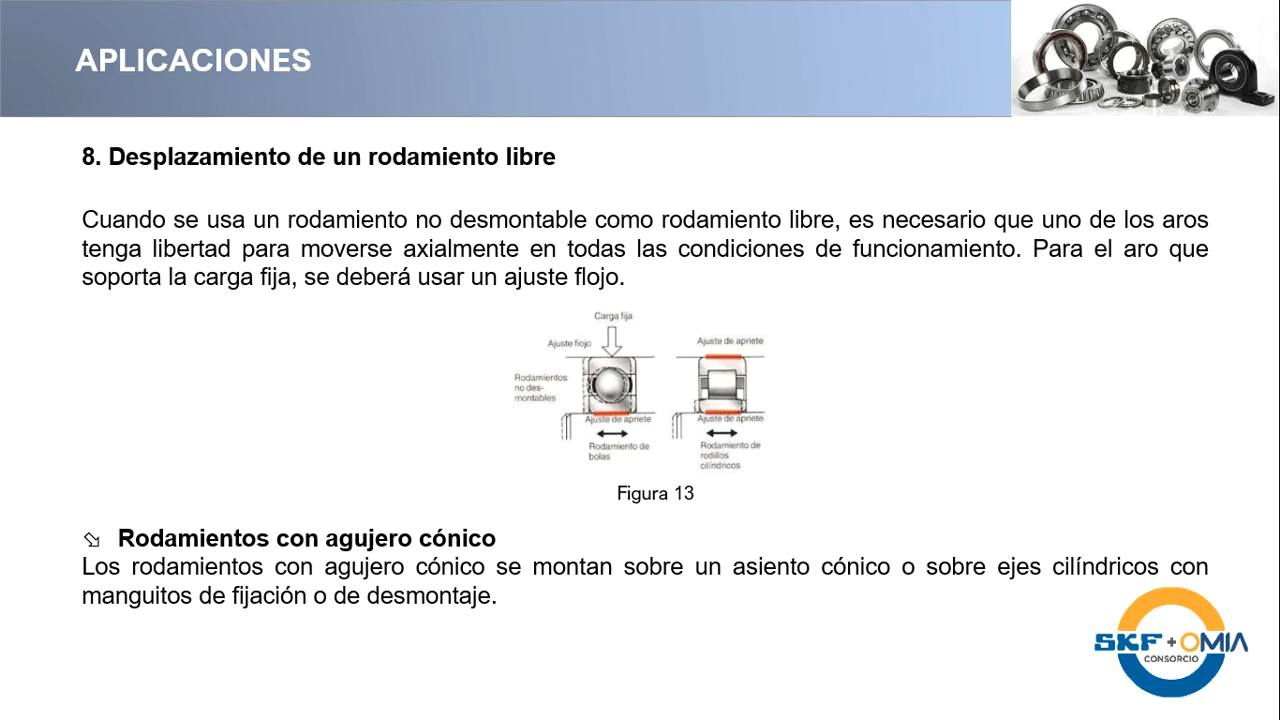 APLICACIONES
8. Desplazamiento de un rodamiento libre
Cuando se usa un rodamiento no desmontable como rodamiento libre, es necesario que uno de los aros
tenga libertad para moverse axialmente en todas las condiciones de funcionamiento. Para el aro que
soporta la carga fija, se deberá usar un ajuste flojo.
Carga fija
Ajuste flojo
Rodamientos
no des-
montables
Ajuste de apriete
Rodamiento de
bolas
Ajuste de apriete
Ajuste de apriete
Rodamiento de
rodillos
cilíndricos
Figura 13
Rodamientos con agujero cónico
Los rodamientos con agujero cónico se montan sobre un asiento cónico o sobre ejes cilíndricos con
manguitos de fijación o de desmontaje.
SKF + OMIA
CONSORCIO